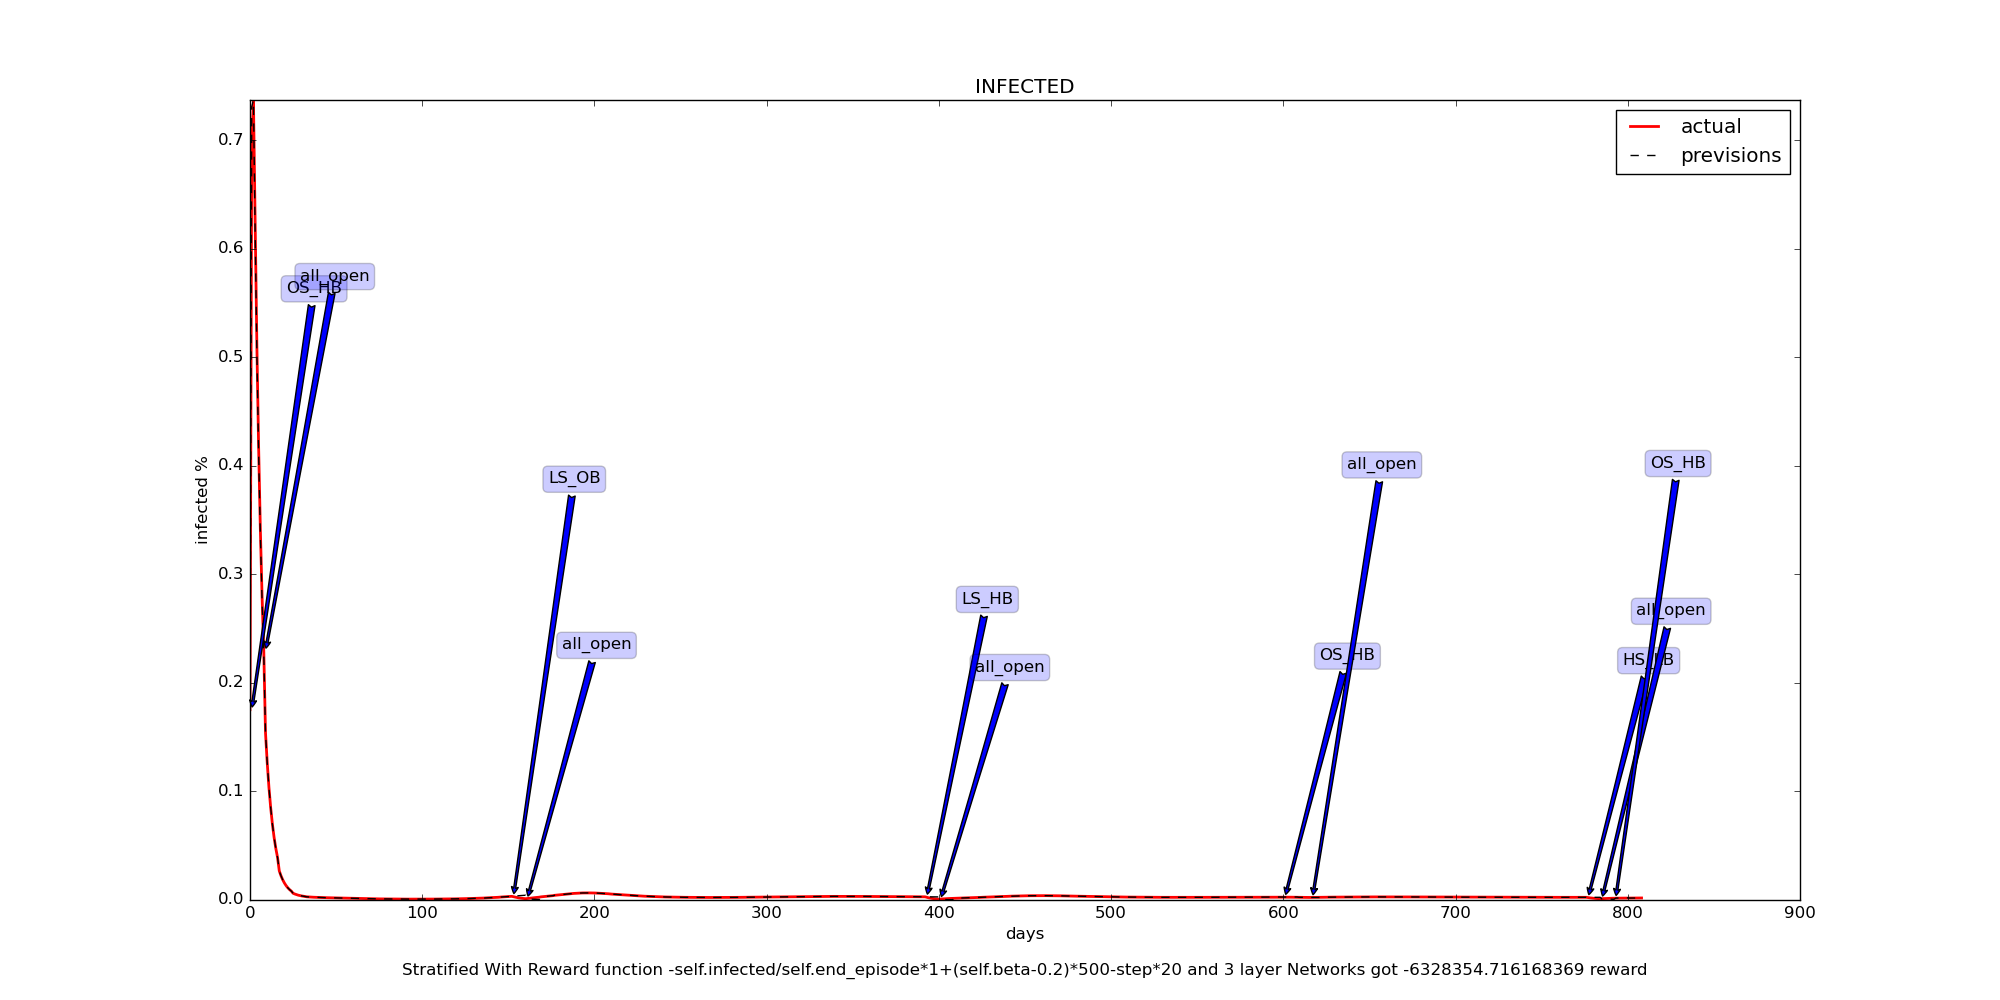 INFECTED
actual
previsions
0.7
0.6
0.5
0.4
0.3
0.2
0.1
0.0
infected %
all_open
OS_HB
LS_OB
all_open
LS_HB
all_open
all_open
OS_HB
OS_HB
all_open
HS_HB
0
100
200
300
400
500
600
700
800
900
days
Stratified With Reward function -self.infected/self.end_episode*1+(self.beta-0.2)*500-step*20 and 3 layer Networks got -6328354.716168369 reward